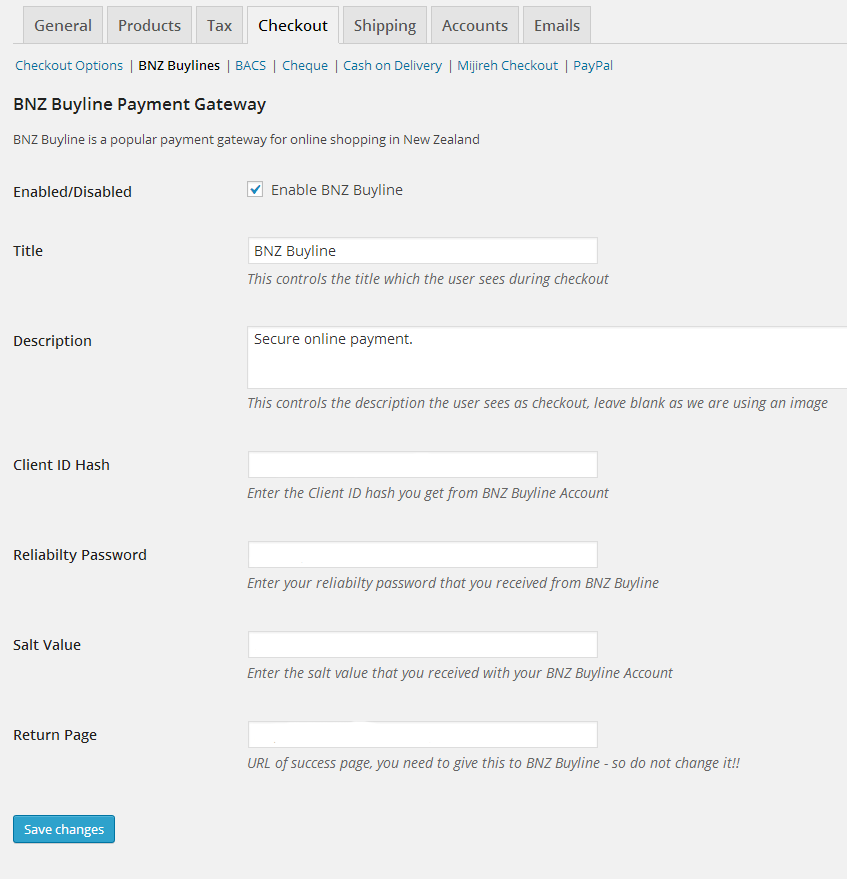 General Products Tax Checkout Shipping Accounts Emails
Checkout Options | BNZ Buylines | BACS | Cheque | Cash on Delivery | Mijireh Checkout | PayPal
BNZ Buyline Payment Gateway
BNZ Buyline is a popular payment gateway for online shopping in New Zealand
Enabled/Disabled Enable BNZ Buyline
Title BNZ Buyline
This controls the title which the user sees during checkout
Description Secure online payment.
This controls the description the user sees as checkout, leave blank as we are using an image
Client ID Hash
Enter the Client ID hash you get from BNZ Buyline Account
Reliabilty Password
Enter your reliabilty password that you received from BNZ Buyline
Salt Value
Enter the salt value that you received with your BNZ Buyline Account
Return Page
URL of success page, you need to give this to BNZ Buyline - so do not change it!!
Save changes